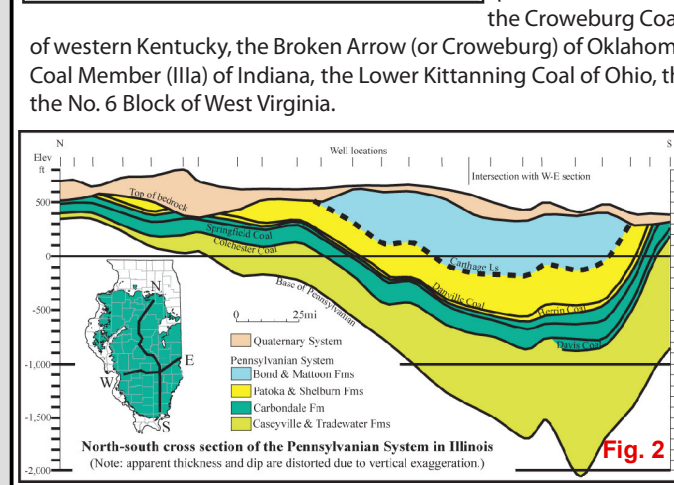 the Croweburg Coa
of western Kentucky, the Broken Arrow (or Croweburg) of Oklahom
Coal Member (IIIa) of Indiana, the Lower Kittanning Coal of Ohio, th
the No. 6 Block of West Virginia.
N
S
Elev
ft
Well locations
Intersection with W-E section
500
0
-500
-1,000
-1,500
-2,000
Top of bedrock
Springfield Coal
Colchester Coal
Base of Pennsylvanian
Carthage Ls
Danville Coal
Herrin Coal
Davis Coal
N
E
W
S
0 25mi
Quaternary System
Pennsylvanian System
Bond & Mattoon Fms
Patoka & Shelburn Fms
Carbondale Fm
Caseyville & Tradewater Fms
North-south cross section of the Pennsylvanian System in Illinois
(Note: apparent thickness and dip are distorted due to vertical exaggeration.)
Fig. 2